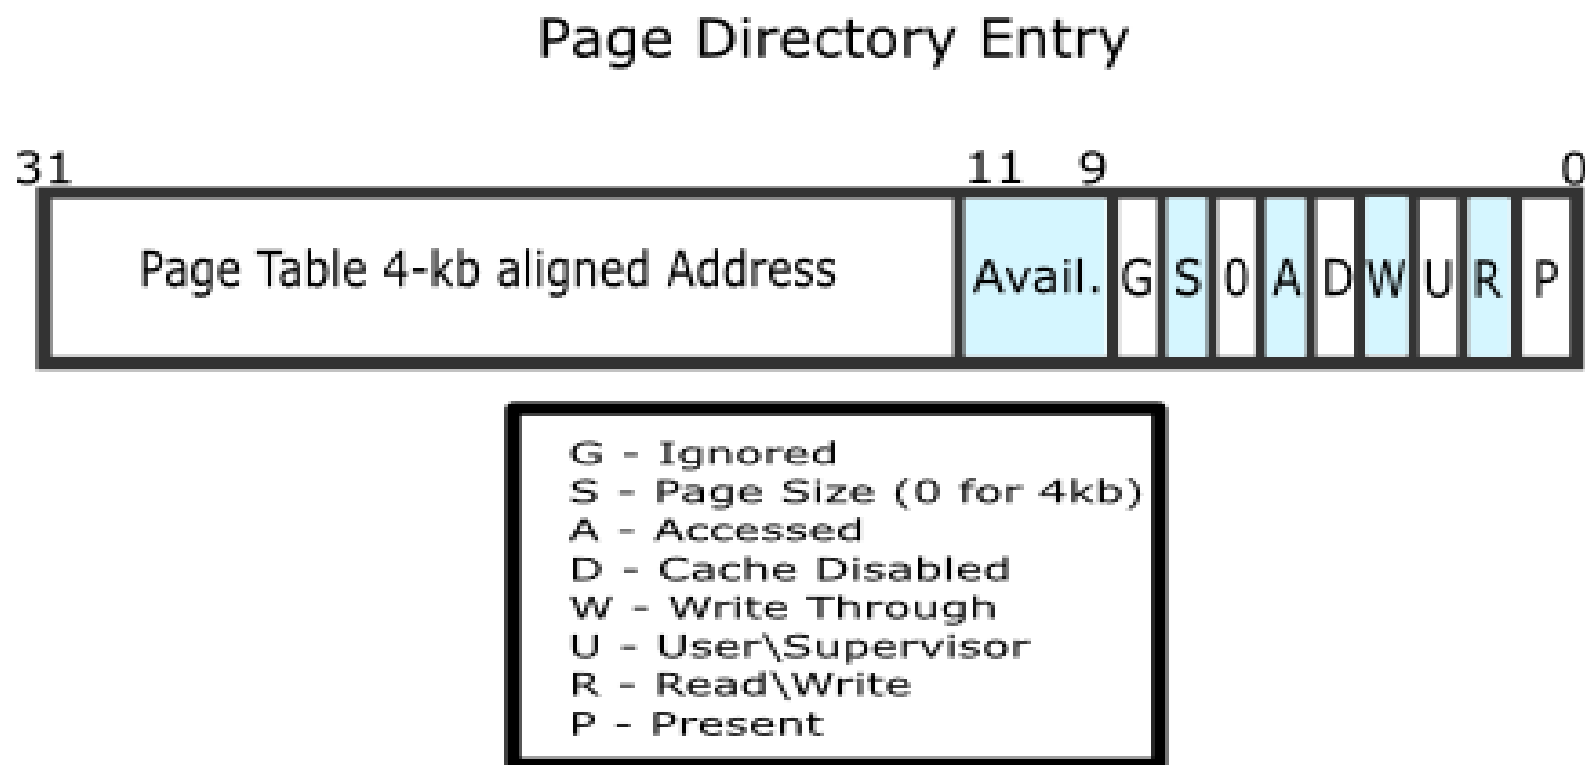 Page Directory Entry
31 11 9 0
Page Table 4-kb aligned Address Avail. G S 0 A D W U R P
G - Ignored
S - Page Size (0 for 4kb)
A - Accessed
D - Cache Disabled
W - Write Through
U - User\Supervisor
R - Read\Write
P - Present